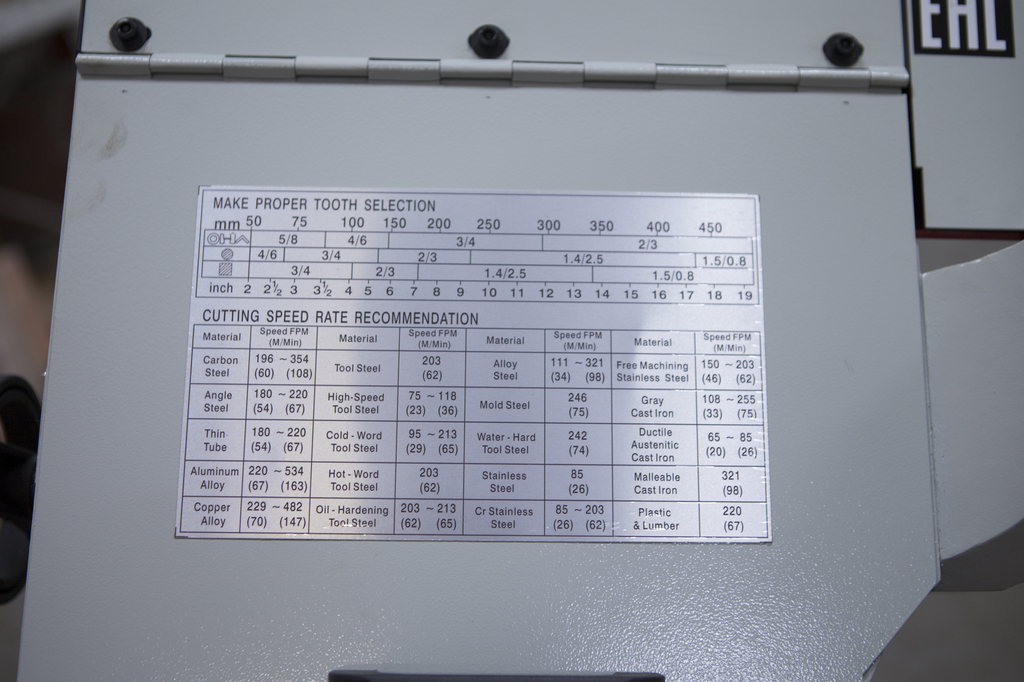 EAC
MAKE PROPER TOOTH SELECTION
mm 50 75 100 150 200 250 300 350 400 450
5/8 4/6 3/4 2/3
4/6 3/4 2/3 1.4/2.5 1.5/0.8
3/4 2/3 1.4/2.5 1.5/0.8
inch 2 2½ 3 3½ 4 5 6 7 8 9 10 11 12 13 14 15 16 17 18 19
CUTTING SPEED RATE RECOMMENDATION
Material Speed FPM (M/Min) Material Speed FPM (M/Min) Material Speed FPM (M/Min) Material Speed FPM (M/Min)
Carbon Steel 196 ~ 354 (60) (108) Tool Steel 203 (62) Alloy Steel 111 ~ 321 (34) (98) Free Machining Stainless Steel 150 ~ 203 (46) (62)
Angle Steel 180 ~ 220 (54) (67) High-Speed Tool Steel 75 ~ 118 (23) (36) Mold Steel 246 (75) Gray Cast Iron 108 ~ 255 (33) (75)
Thin Tube 180 ~ 220 (54) (67) Cold - Word Tool Steel 95 ~ 213 (29) (65) Water - Hard Tool Steel 242 (74) Ductile Austenitic Cast Iron 65 ~ 85 (20) (26)
Aluminum Alloy 220 ~ 534 (67) (163) Hot - Word Tool Steel 203 (62) Stainless Steel 85 (26) Malleable Cast Iron 321 (98)
Copper Alloy 229 ~ 482 (70) (147) Oil - Hardening Tool Steel 203 ~ 213 (62) (65) Cr Stainless Steel 85 ~ 203 (26) (62) Plastic & Lumber 220 (67)